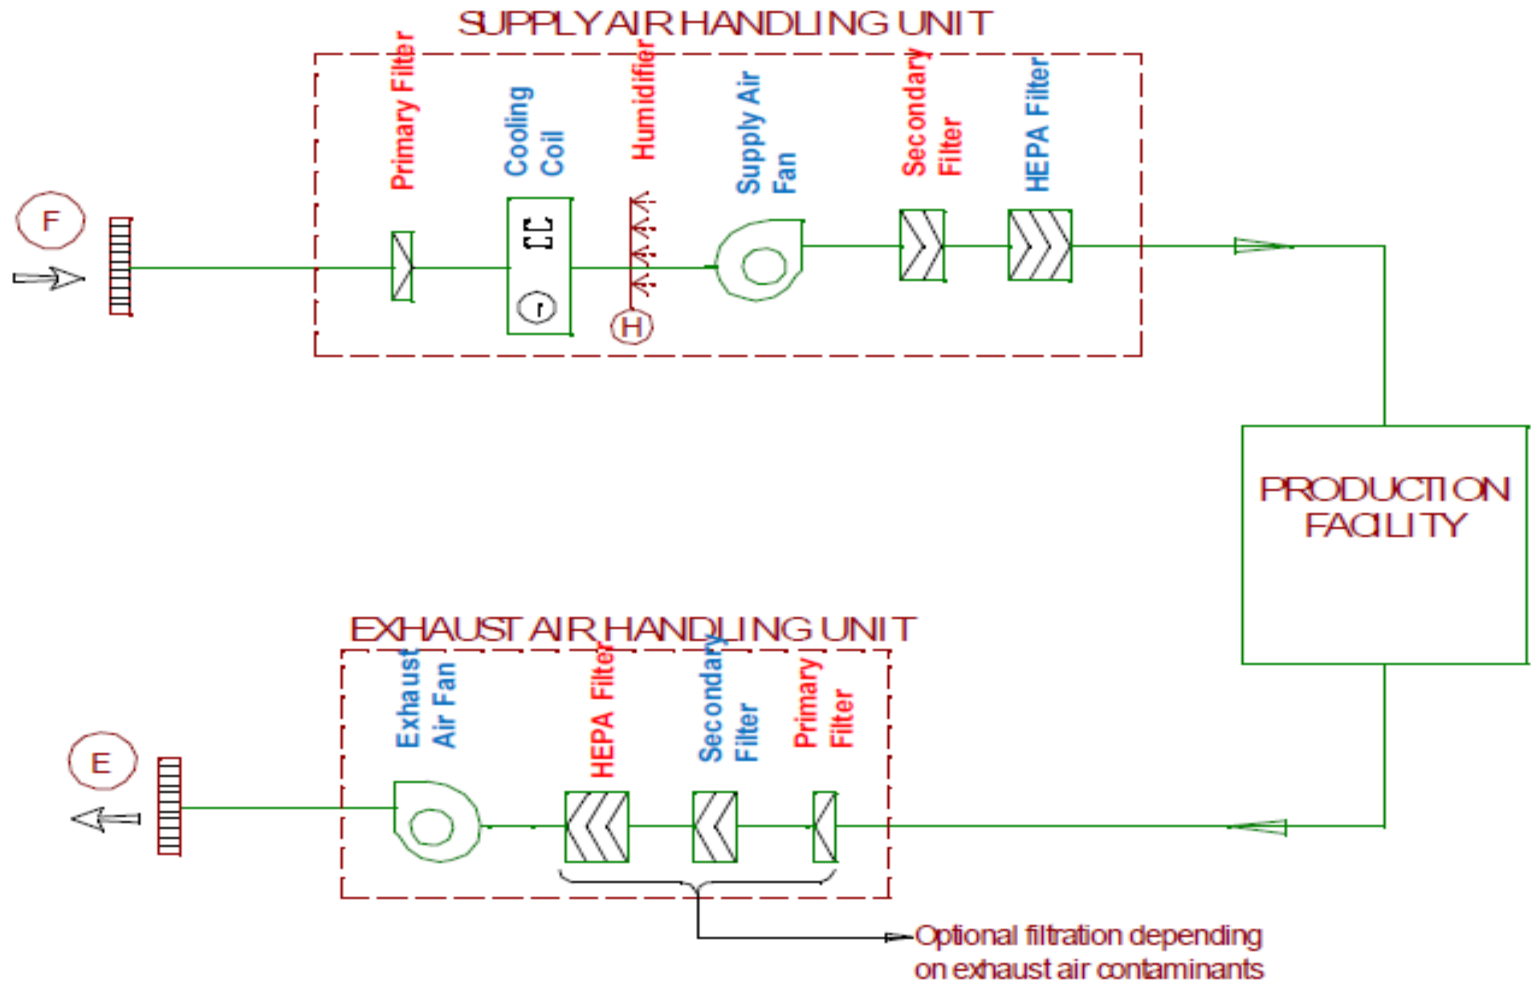 SUPPLY AIR HANDLING UNIT
Primary Filter
Cooling
Coil
Humidifier
Supply Air
Fan
Secondary
Filter
HEPA Filter
F
CC
-
H
PRODUCTION
FACILITY
EXHAUST AIR HANDLING UNIT
Exhaust
Air Fan
HEPA Filter
Secondary
Filter
Primary
Filter
E
Optional filtration depending
on exhaust air contaminants